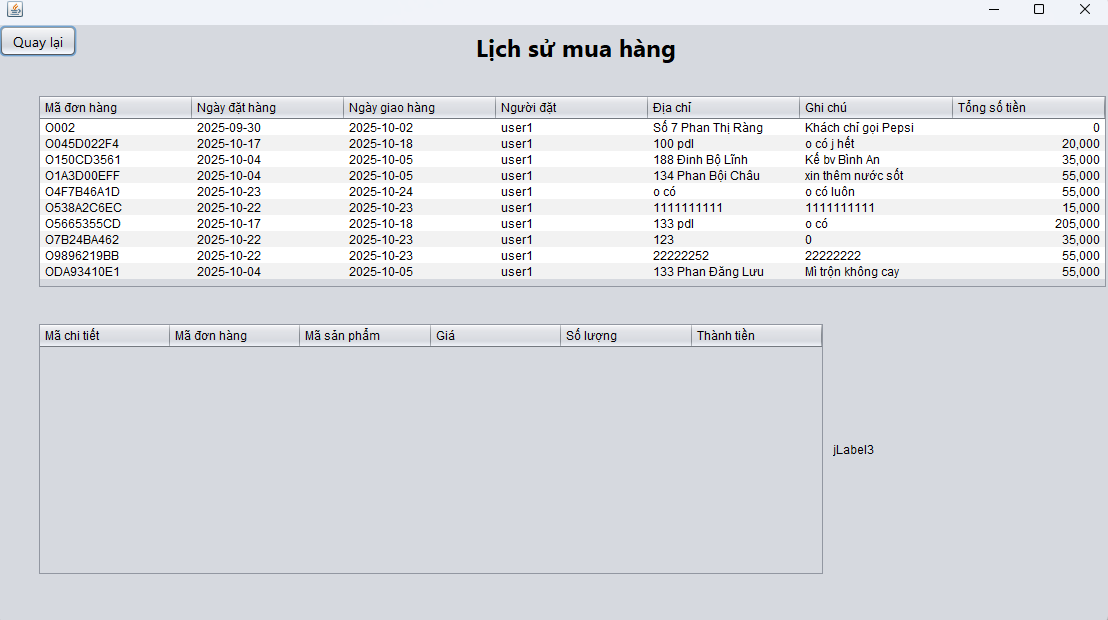 Quay lại
Lịch sử mua hàng
Mã đơn hàng Ngày đặt hàng Ngày giao hàng Người đặt Địa chỉ Ghi chú Tổng số tiền
O002 2025-09-30 2025-10-02 user1 Số 7 Phan Thị Ràng Khách chỉ gọi Pepsi 0
O045D022F4 2025-10-17 2025-10-18 user1 100 pdl o có j hết 20,000
O150CD3561 2025-10-04 2025-10-05 user1 188 Đinh Bộ Lĩnh Kế bv Bình An 35,000
O1A3D00EFF 2025-10-04 2025-10-05 user1 134 Phan Bội Châu xin thêm nước sốt 55,000
O4F7B46A1D 2025-10-23 2025-10-24 user1 o có o có luôn 55,000
O538A2C6EC 2025-10-22 2025-10-23 user1 1111111111 1111111111 15,000
O5665355CD 2025-10-17 2025-10-18 user1 133 pdl o có 205,000
O7B24BA462 2025-10-22 2025-10-23 user1 123 0 35,000
O9896219BB 2025-10-22 2025-10-23 user1 22222252 22222222 55,000
ODA93410E1 2025-10-04 2025-10-05 user1 133 Phan Đăng Lưu Mì trộn không cay 55,000
Mã chi tiết Mã đơn hàng Mã sản phẩm Giá Số lượng Thành tiền
jLabel3